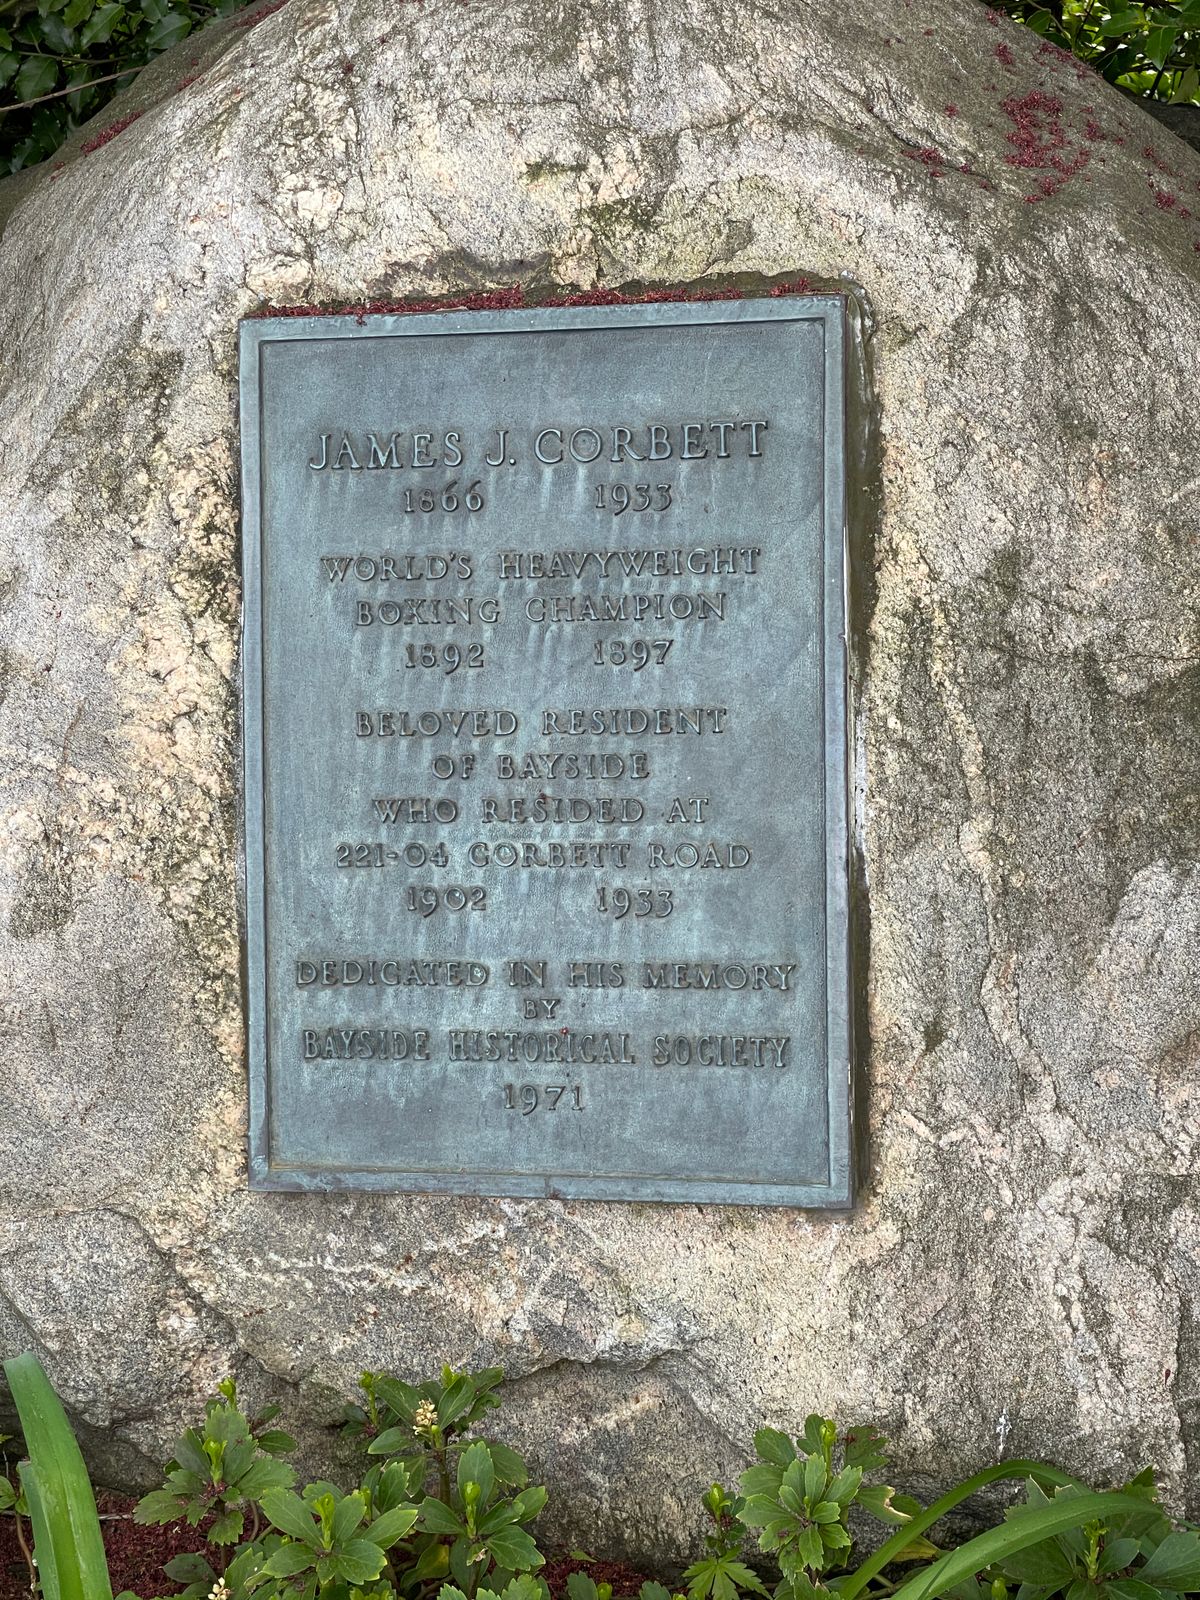 JAMES J. CORBETT
1866 1933
WORLD'S HEAVYWEIGHT
BOXING CHAMPION
1892 1897
BELOVED RESIDENT
OF BAYSIDE
WHO RESIDED AT
221-04 CORBETT ROAD
1902 1933
DEDICATED IN HIS MEMORY
BY
BAYSIDE HISTORICAL SOCIETY
1971